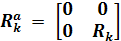 R_k^a = [0 0
0 R_k]